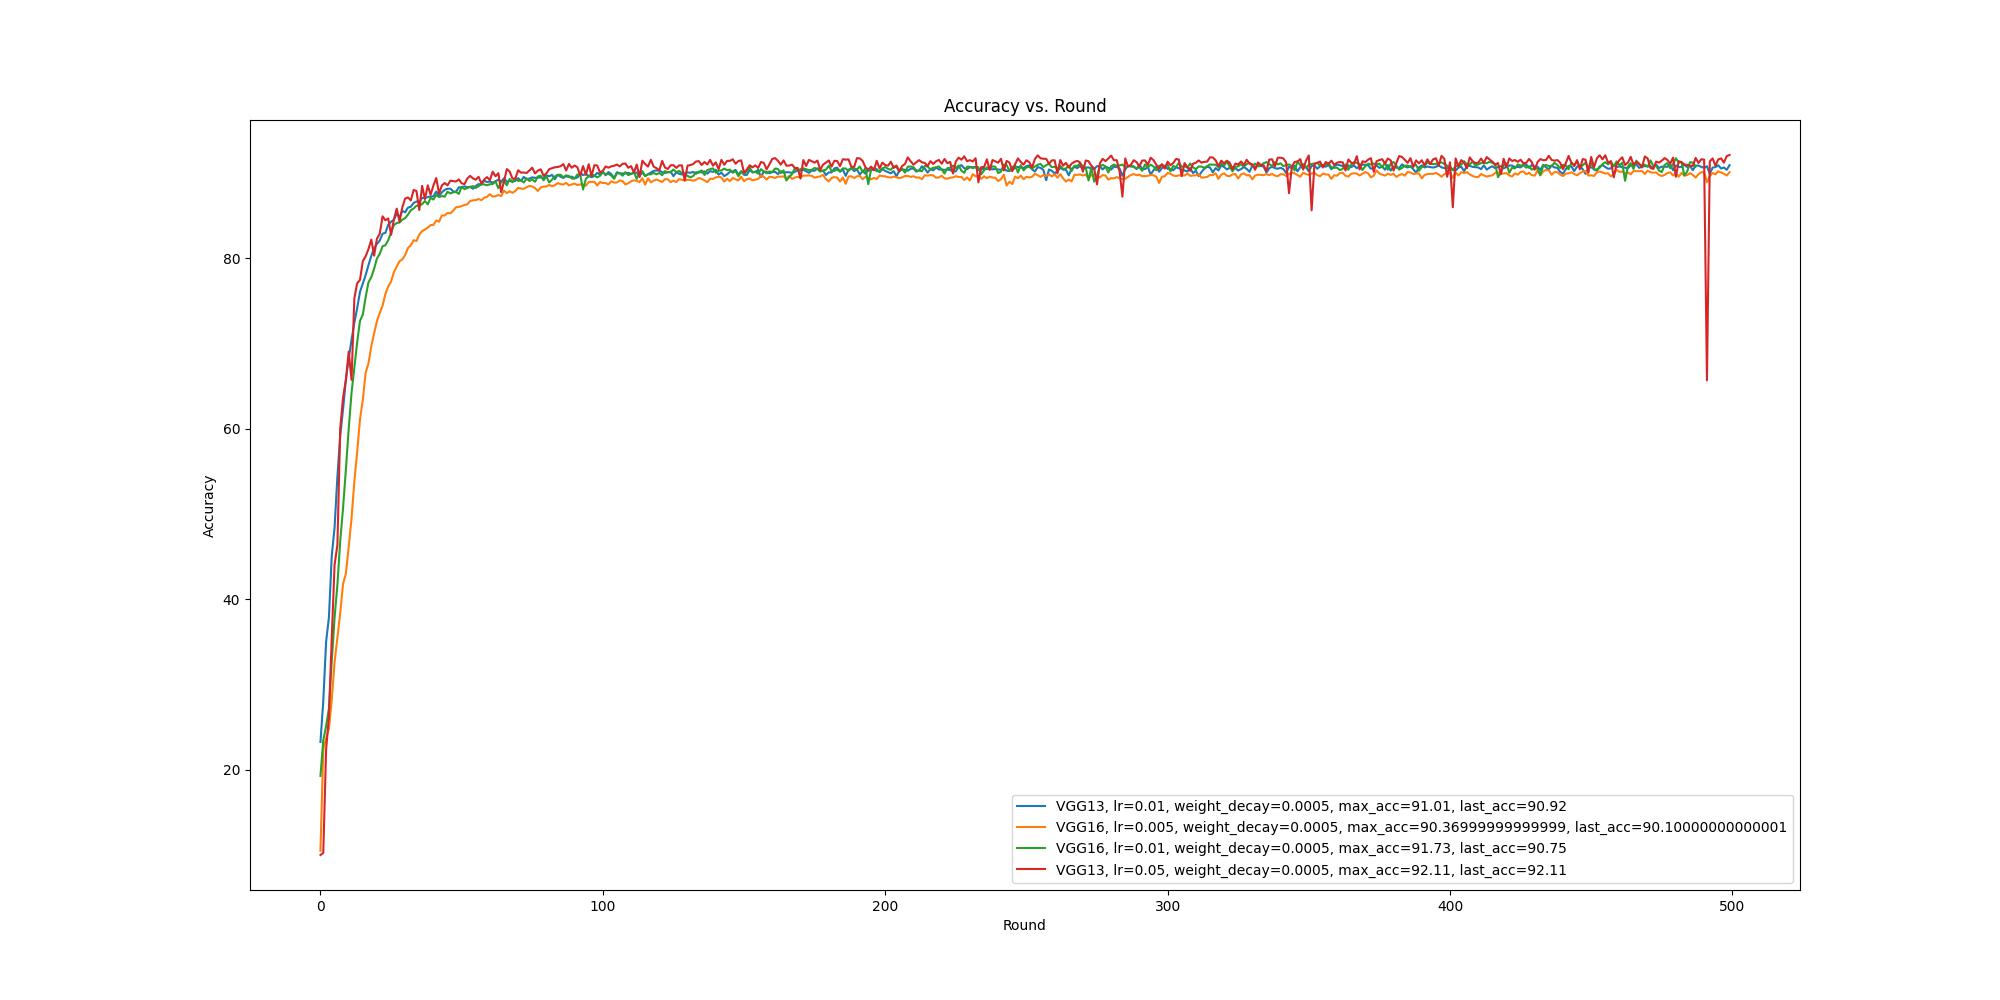 Accuracy vs. Round
Accuracy
80
60
40
20
0
100
200
300
400
500
Round
VGG13, lr=0.01, weight_decay=0.0005, max_acc=91.01, last_acc=90.92
VGG16, lr=0.005, weight_decay=0.0005, max_acc=90.36999999999999, last_acc=90.10000000000001
VGG16, lr=0.01, weight_decay=0.0005, max_acc=91.73, last_acc=90.75
VGG13, lr=0.05, weight_decay=0.0005, max_acc=92.11, last_acc=92.11